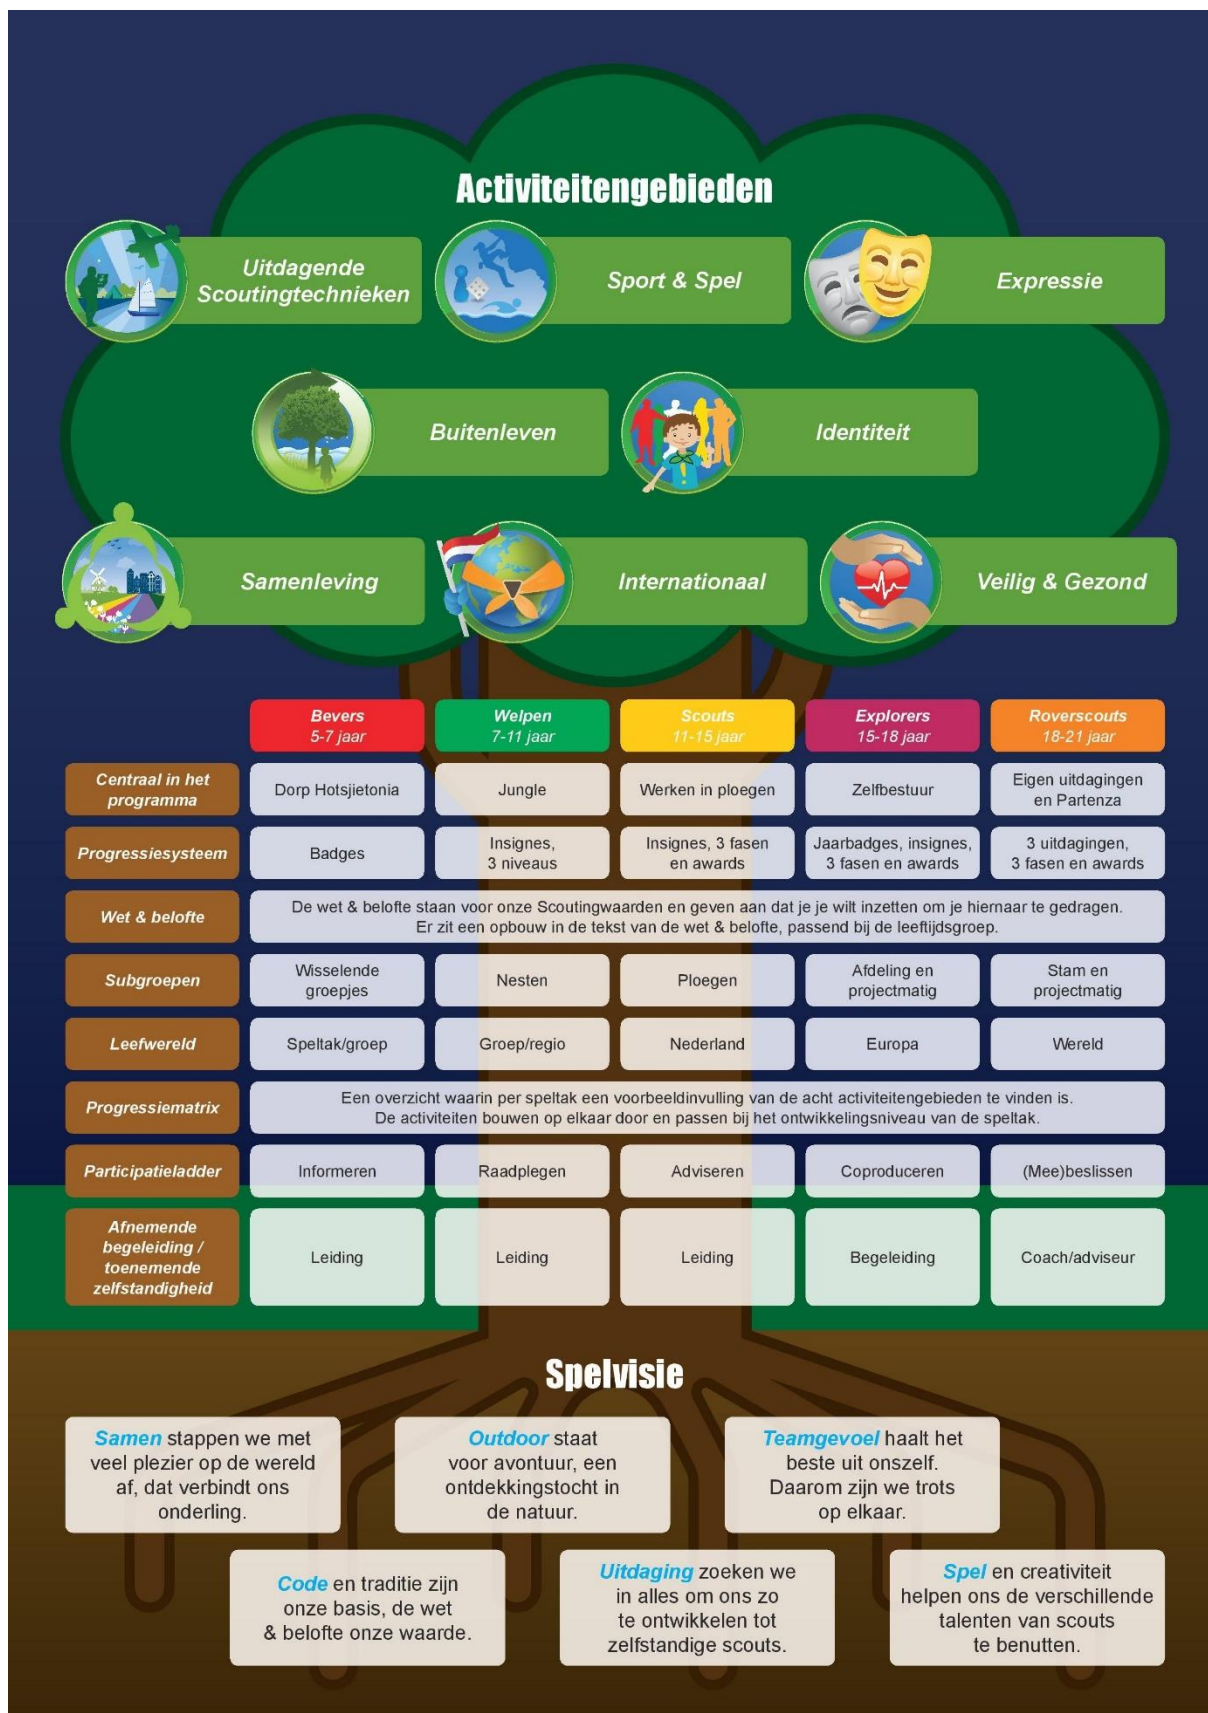 Activiteitengebieden
Uitdagende
Scoutingtechnieken
Sport & Spel
Expressie
Buitenleven
Identiteit
Samenleving
Internationaal
Veilig & Gezond
Bevers
5-7 jaar
Welpen
7-11 jaar
Scouts
11-15 jaar
Explorers
15-18 jaar
Roverscouts
18-21 jaar
Centraal in het
programma
Dorp Hotsjietonia
Jungle
Werken in ploegen
Zelfbestuur
Eigen uitdagingen
en Partenza
Progressiesysteem
Badges
Insignes,
3 niveaus
Insignes, 3 fasen
en awards
Jaarbadges, insignes,
3 fasen en awards
3 uitdagingen,
3 fasen en awards
Wet & belofte
De wet & belofte staan voor onze Scoutingwaarden en geven aan dat je je wilt inzetten om je hiernaar te gedragen.
Er zit een opbouw in de tekst van de wet & belofte, passend bij de leeftijdsgroep.
Subgroepen
Wisselende
groepjes
Nesten
Ploegen
Afdeling en
projectmatig
Stam en
projectmatig
Leefwereld
Speltak/groep
Groep/regio
Nederland
Europa
Wereld
Progressiematrix
Een overzicht waarin per speltak een voorbeeldinvulling van de acht activiteitengebieden te vinden is.
De activiteiten bouwen op elkaar door en passen bij het ontwikkelingsniveau van de speltak.
Participatieladder
Informeren
Raadplegen
Adviseren
Coproduceren
(Mee)beslissen
Afnemende
begeleiding /
toenemende
zelfstandigheid
Leiding
Leiding
Leiding
Begeleiding
Coach/adviseur
Spelvisie
Samen stappen we met
veel plezier op de wereld
af, dat verbindt ons
onderling.
Outdoor staat
voor avontuur, een
ontdekkingstocht in
de natuur.
Teamgevoel haalt het
beste uit onszelf.
Daarom zijn we trots
op elkaar.
Code en traditie zijn
onze basis, de wet
& belofte onze waarde.
Uitdaging zoeken we
in alles om ons zo
te ontwikkelen tot
zelfstandige scouts.
Spel en creativiteit
helpen ons de verschillende
talenten van scouts
te benutten.